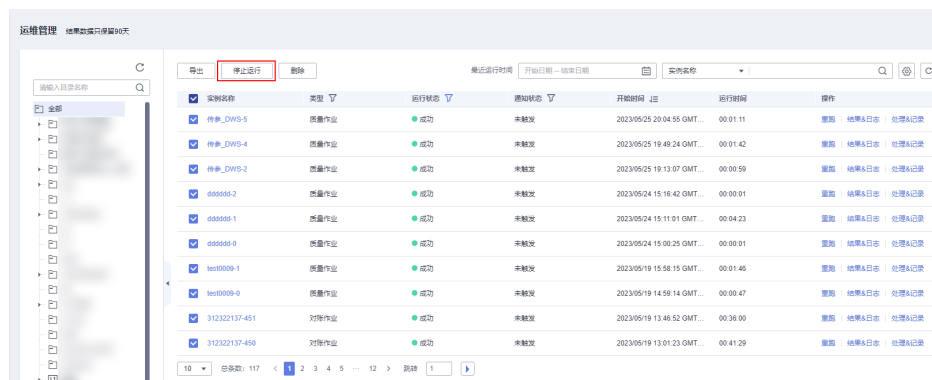 运维管理 结果数据只保留90天
请输入目录名称
全部
导出 停止运行 删除 最近运行时间 开始日期 – 结束日期 实例名称
实例名称 类型 运行状态 通知状态 开始时间 运行时间 操作
传参_DWS-5 质量作业 成功 未触发 2023/05/25 20:04:55 GMT... 00:01:11 重跑 结果&日志 处理&记录
传参_DWS-4 质量作业 成功 未触发 2023/05/25 19:49:24 GMT... 00:01:42 重跑 结果&日志 处理&记录
传参_DWS-2 质量作业 成功 未触发 2023/05/25 19:13:07 GMT... 00:00:59 重跑 结果&日志 处理&记录
dddddd-2 质量作业 成功 未触发 2023/05/24 15:16:42 GMT... 00:00:01 重跑 结果&日志 处理&记录
dddddd-1 质量作业 成功 未触发 2023/05/24 15:11:01 GMT... 00:04:23 重跑 结果&日志 处理&记录
dddddd-0 质量作业 成功 未触发 2023/05/24 15:00:25 GMT... 00:00:01 重跑 结果&日志 处理&记录
test0009-1 质量作业 成功 未触发 2023/05/19 15:58:15 GMT... 00:01:46 重跑 结果&日志 处理&记录
test0009-0 质量作业 成功 未触发 2023/05/19 14:59:14 GMT... 00:00:47 重跑 结果&日志 处理&记录
312322137-451 对账作业 成功 未触发 2023/05/19 13:46:52 GMT... 00:36:00 重跑 结果&日志 处理&记录
312322137-450 对账作业 成功 未触发 2023/05/19 13:01:23 GMT... 00:41:29 重跑 结果&日志 处理&记录
10 总条数: 117 < 1 2 3 4 5 ... 12 > 跳转 1